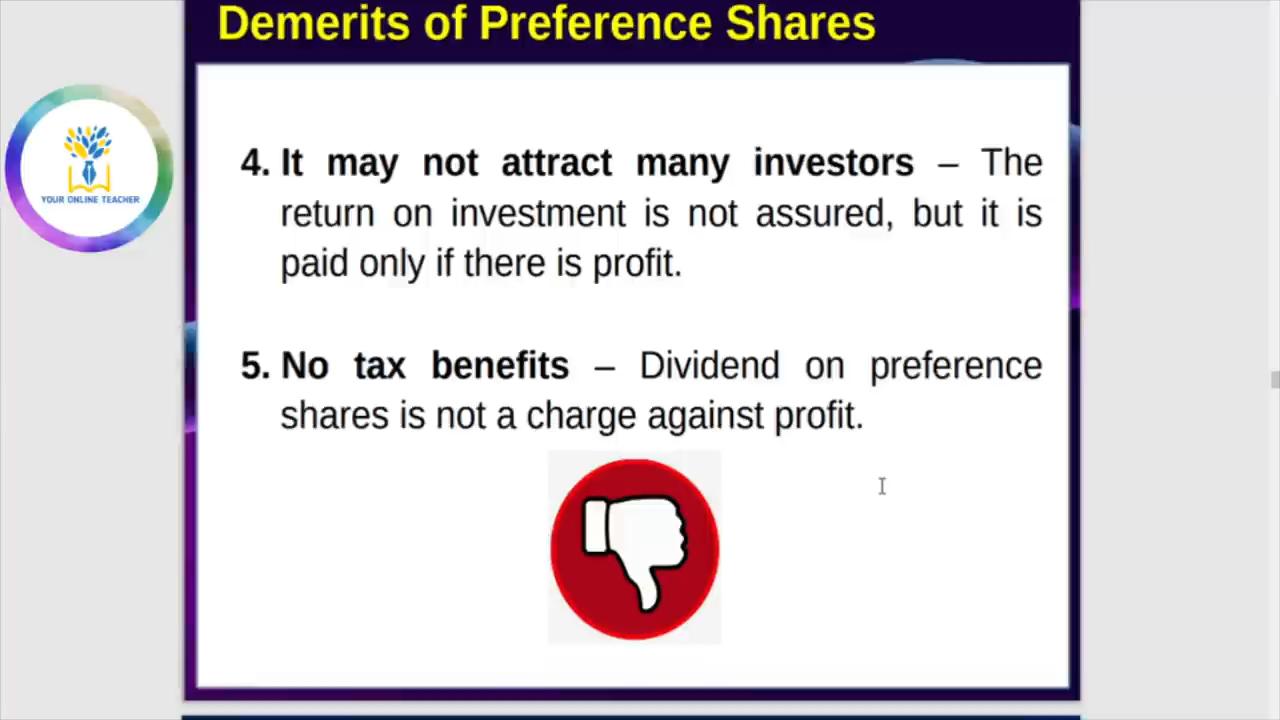 Demerits of Preference Shares
YOUR ONLINE TEACHER
4. It may not attract many investors – The
return on investment is not assured, but it is
paid only if there is profit.
5. No tax benefits – Dividend on preference
shares is not a charge against profit.